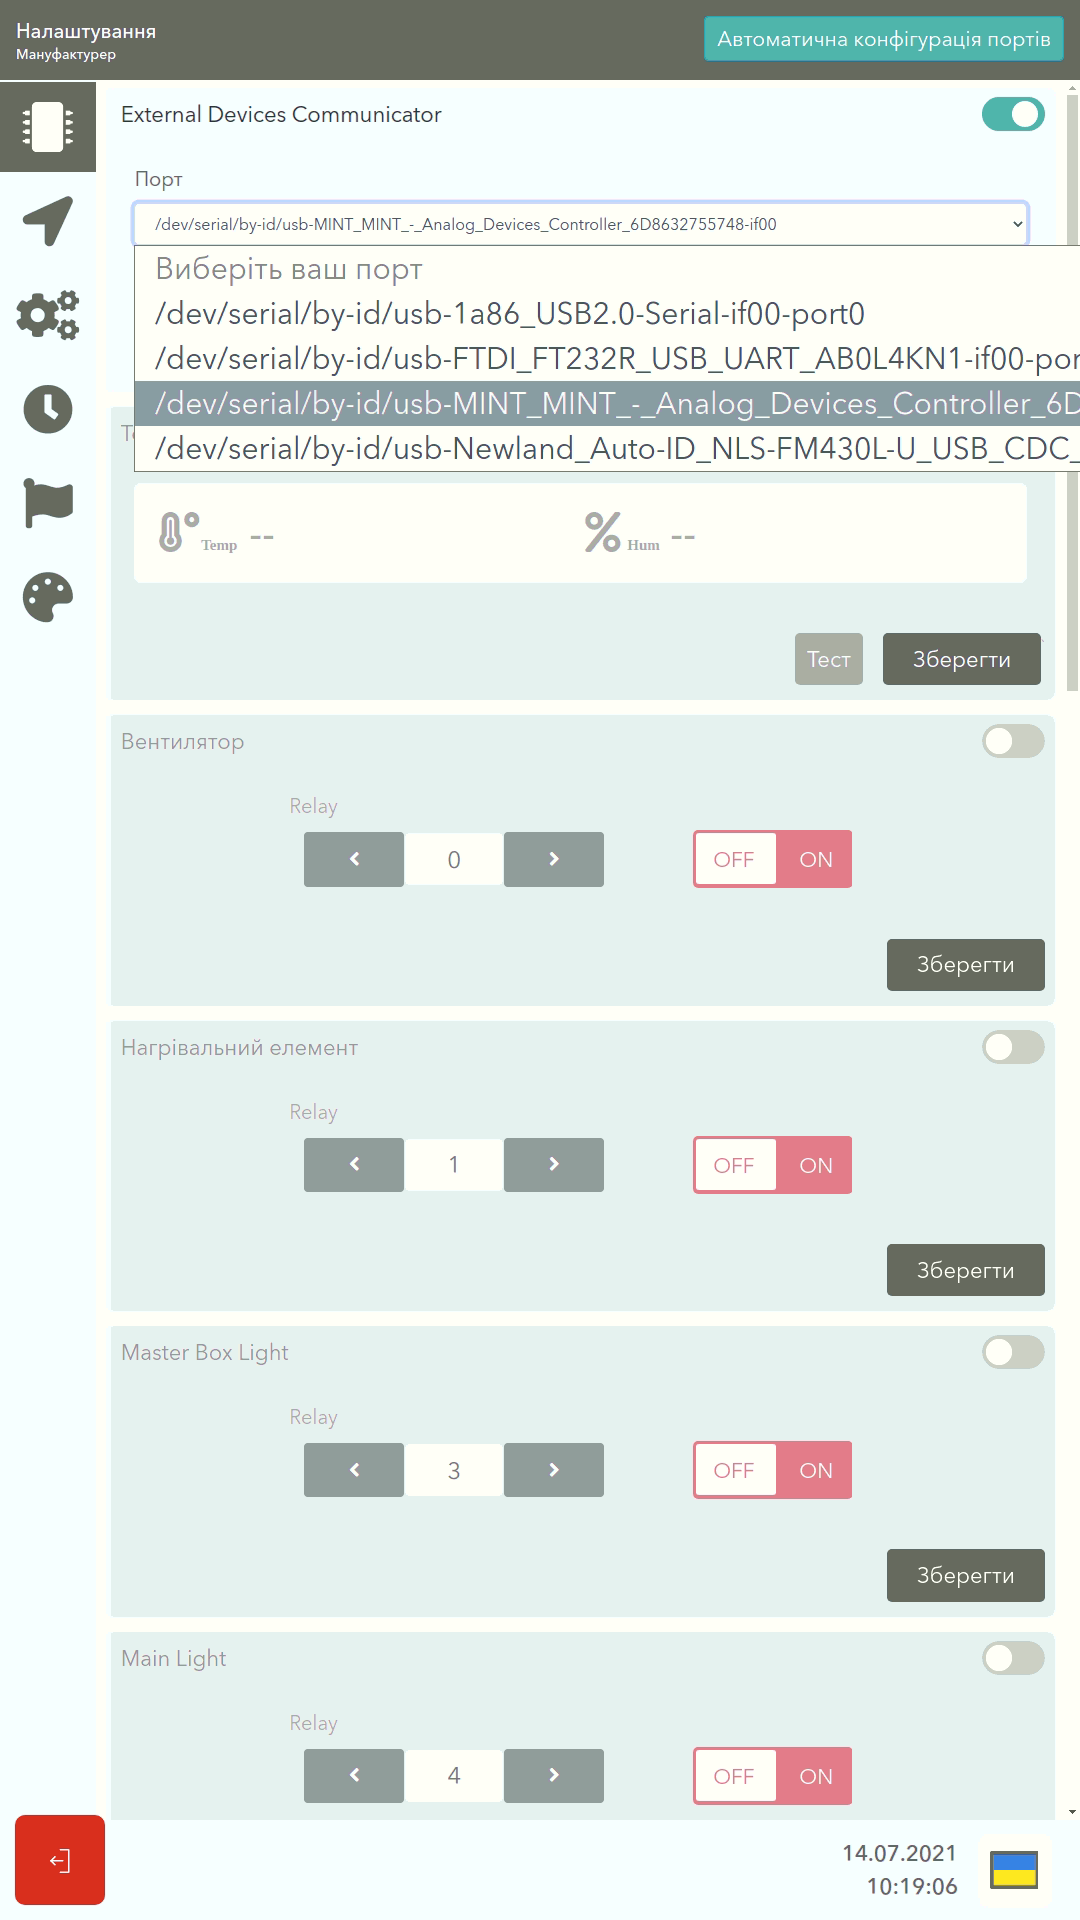 Налаштування
Мануфактурер
Автоматична конфігурація портів
External Devices Communicator
Порт
/dev/serial/by-id/usb-MINT_MINT_-_Analog_Devices_Controller_6D8632755748-if00
Виберіть ваш порт
/dev/serial/by-id/usb-1a86_USB2.0-Serial-if00-port0
/dev/serial/by-id/usb-FTDI_FT232R_USB_UART_AB0L4KN1-if00-por
/dev/serial/by-id/usb-MINT_MINT_-_Analog_Devices_Controller_6D
/dev/serial/by-id/usb-Newland_Auto-ID_NLS-FM430L-U_USB_CDC_
Temp -- % Hum --
Тест Зберегти
Вентилятор
Relay
0 OFF ON
Зберегти
Нагрівальний елемент
Relay
1 OFF ON
Зберегти
Master Box Light
Relay
3 OFF ON
Зберегти
Main Light
Relay
4 OFF ON
14.07.2021
10:19:06